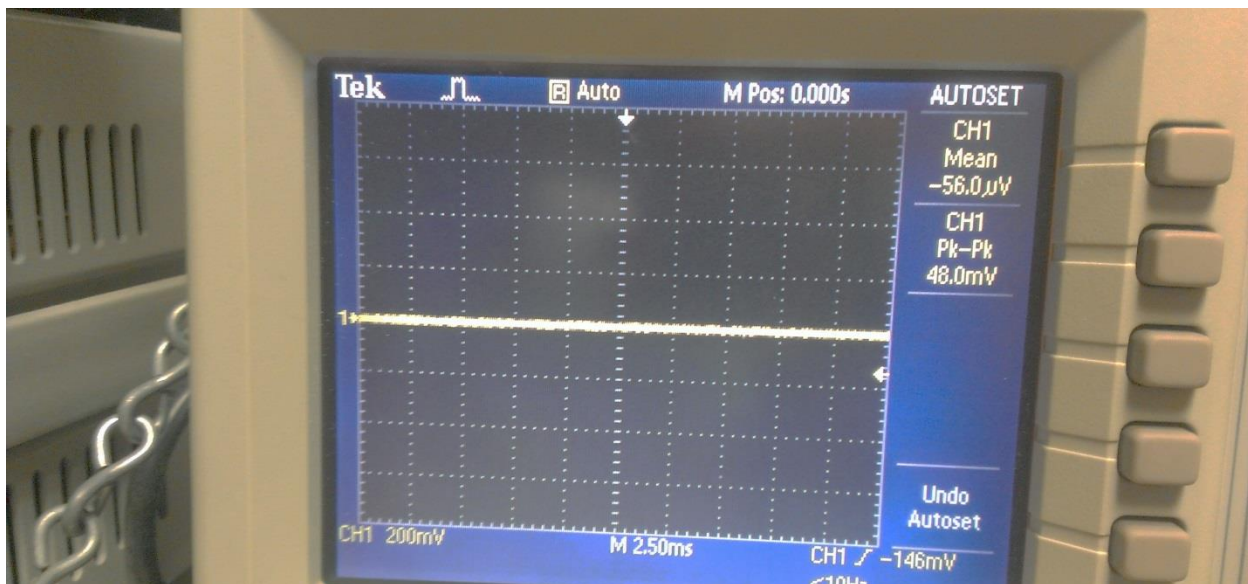 Tek R Auto M Pos: 0.000s AUTOSET
CH1
Mean
-56.0µV
CH1
Pk-Pk
48.0mV
1
Undo
Autoset
CH1 200mV M 2.50ms CH1 -146mV
<10Hz